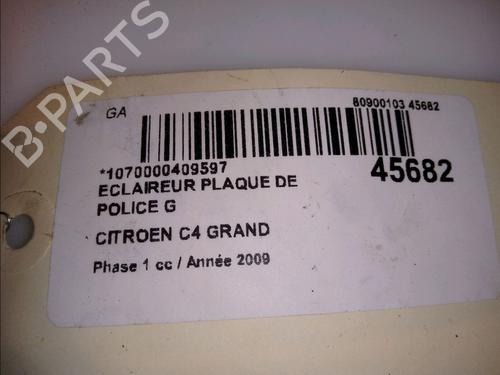 B-PARTS
GA
80900103 45682
*1070000409597
45682
ECLAIREUR PLAQUE DE
POLICE G
CITROEN C4 GRAND
Phase 1 cc / Année 2009